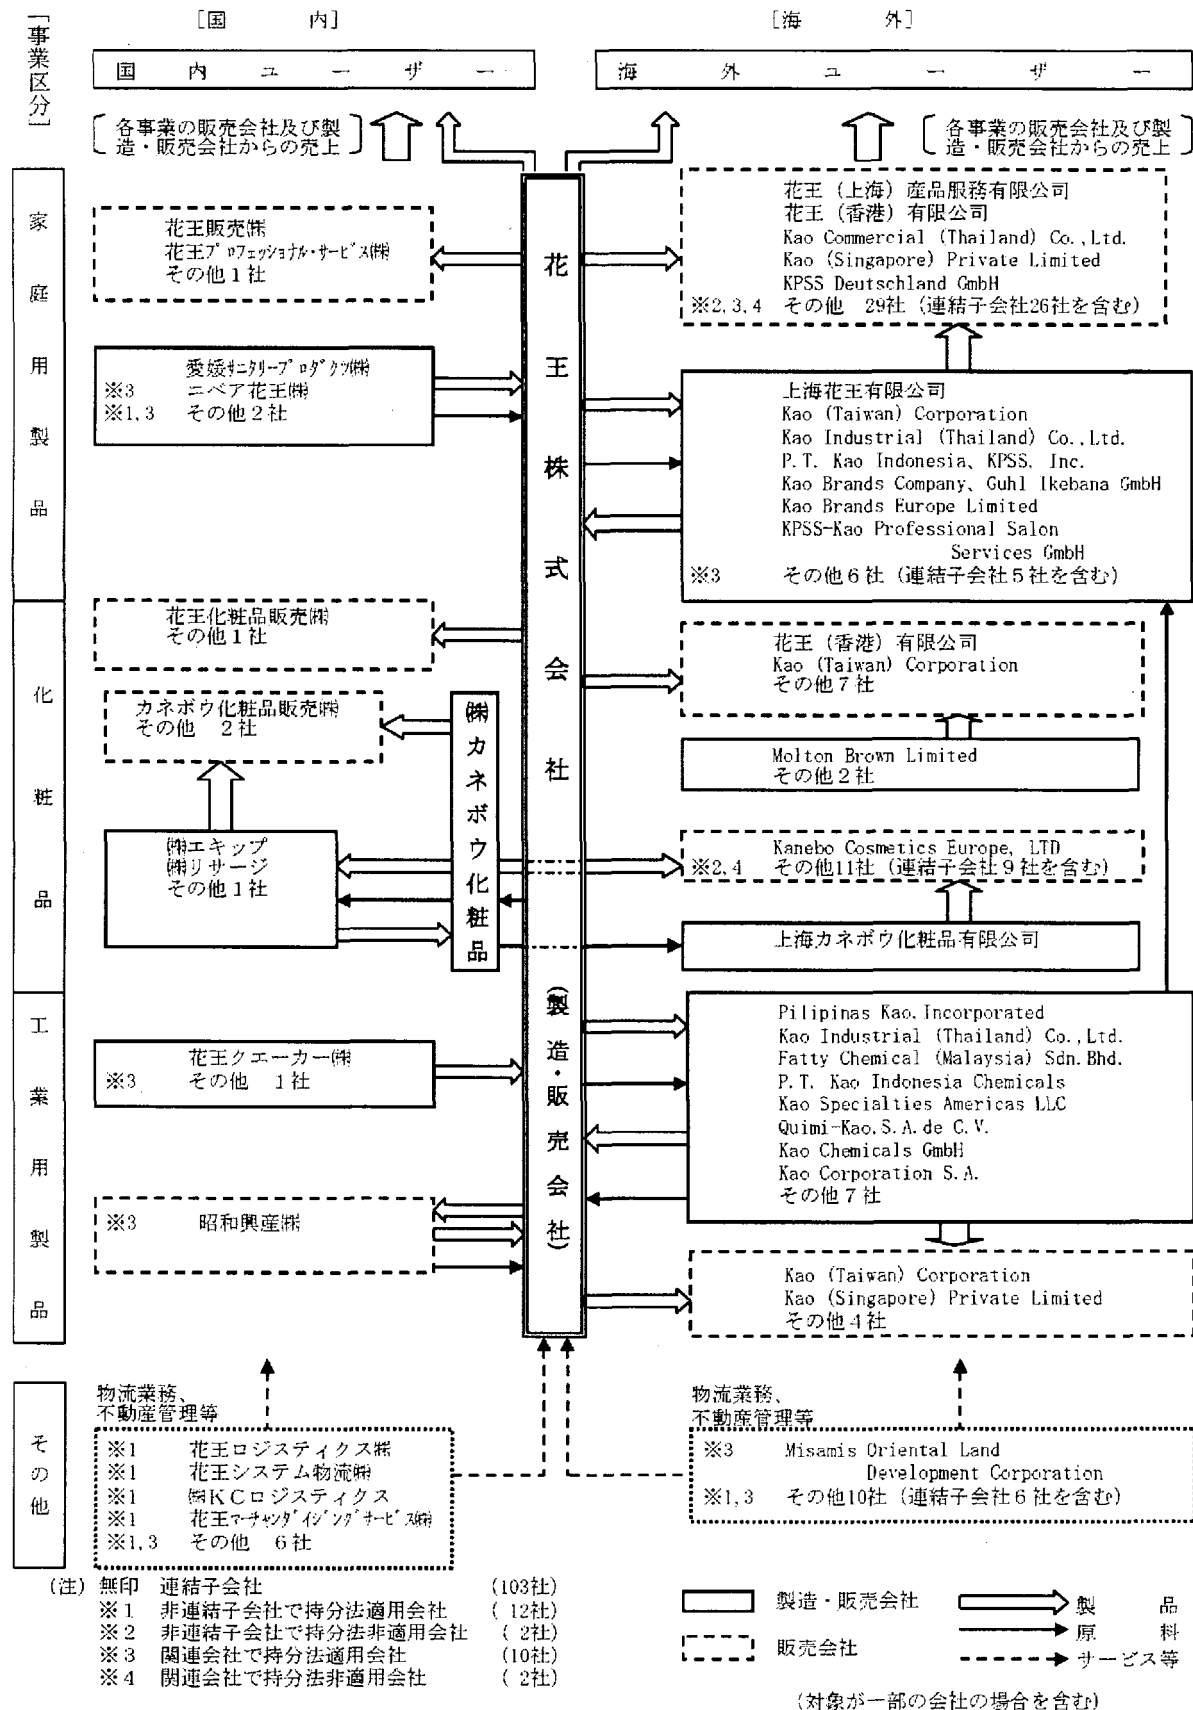 [事業区分]
[国　　内]
[海　　外]
国内ユーザー
海外ユーザー
各事業の販売会社及び製
造・販売会社からの売上
各事業の販売会社及び製
造・販売会社からの売上
家庭用製品
花王販売㈱
花王プロフェッショナル・サービス㈱
その他1社
花王(上海)産品服務有限公司
花王(香港)有限公司
Kao Commercial (Thailand) Co.,Ltd.
Kao (Singapore) Private Limited
KPSS Deutschland GmbH
※2,3,4 その他 29社 (連結子会社26社を含む)
愛媛サニタリープロダクツ㈱
※3 ニベア花王㈱
※1,3 その他2社
上海花王有限公司
Kao (Taiwan) Corporation
Kao Industrial (Thailand) Co.,Ltd.
P.T. Kao Indonesia、KPSS, Inc.
Kao Brands Company、Guhl Ikebana GmbH
Kao Brands Europe Limited
KPSS-Kao Professional Salon
Services GmbH
※3 その他6社 (連結子会社5社を含む)
花王株式会社(製造・販売会社)
化粧品
花王化粧品販売㈱
その他1社
花王(香港)有限公司
Kao (Taiwan) Corporation
その他7社
カネボウ化粧品販売㈱
その他 2社
㈱カネボウ化粧品
Molton Brown Limited
その他2社
㈱エキップ
㈱リサージ
その他1社
Kanebo Cosmetics Europe, LTD
※2,4 その他11社 (連結子会社9社を含む)
上海カネボウ化粧品有限公司
工業用製品
花王クエーカー㈱
※3 その他 1社
Pilipinas Kao, Incorporated
Kao Industrial (Thailand) Co.,Ltd.
Fatty Chemical (Malaysia) Sdn.Bhd.
P.T. Kao Indonesia Chemicals
Kao Specialties Americas LLC
Quimi-Kao,S.A.de C.V.
Kao Chemicals GmbH
Kao Corporation S.A.
その他7社
※3 昭和興産㈱
Kao (Taiwan) Corporation
Kao (Singapore) Private Limited
その他4社
その他
物流業務、
不動産管理等
※1 花王ロジスティクス㈱
※1 花王システム物流㈱
※1 ㈱KCロジスティクス
※1 花王マーチャンダイジングサービス㈱
※1,3 その他 6社
物流業務、
不動産管理等
※3 Misamis Oriental Land
Development Corporation
※1,3 その他10社 (連結子会社6社を含む)
(注) 無印 連結子会社 (103社)
※1 非連結子会社で持分法適用会社 ( 12社)
※2 非連結子会社で持分法非適用会社 ( 2社)
※3 関連会社で持分法適用会社 (10社)
※4 関連会社で持分法非適用会社 ( 2社)
製造・販売会社
販売会社
製　品
原　料
サービス等
(対象が一部の会社の場合を含む)